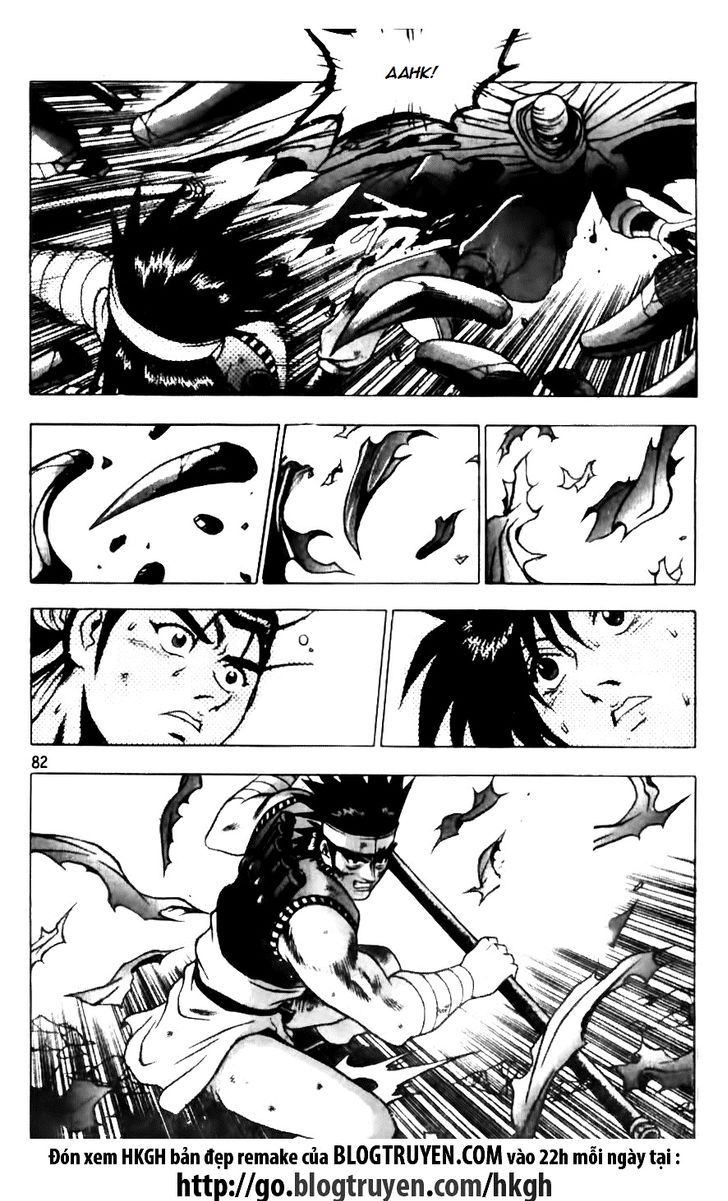 AAHK!
82
Đón xem HKGH bản đẹp remake của BLOGTRUYEN.COM vào 22h mỗi ngày tại :
http://go.blogtruyen.com/hkgh